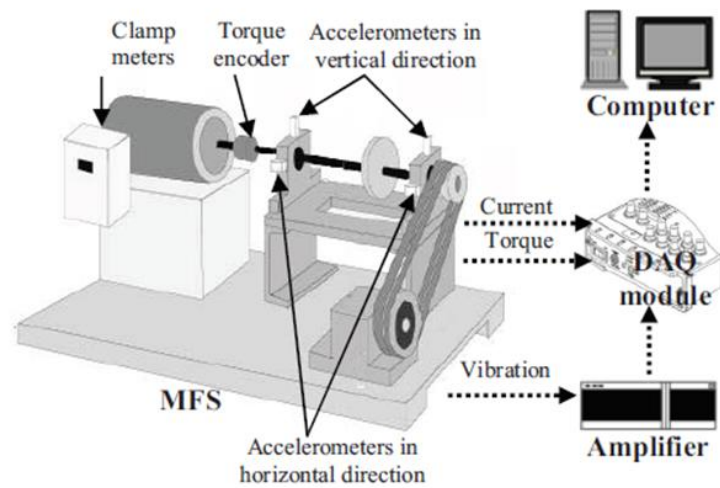 Clamp
meters
Torque
encoder
Accelerometers in
vertical direction
Computer
Current
Torque
DAQ
module
Vibration
MFS
Amplifier
Accelerometers in
horizontal direction